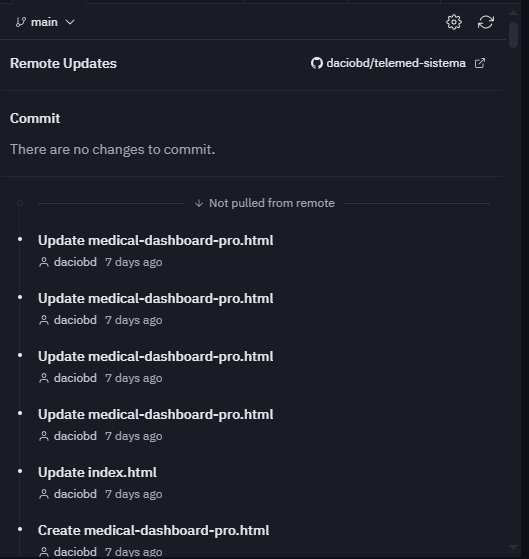 main
Remote Updates
daciobd/telemed-sistema
Commit
There are no changes to commit.
Not pulled from remote
Update medical-dashboard-pro.html
daciobd 7 days ago
Update medical-dashboard-pro.html
daciobd 7 days ago
Update medical-dashboard-pro.html
daciobd 7 days ago
Update medical-dashboard-pro.html
daciobd 7 days ago
Update index.html
daciobd 7 days ago
Create medical-dashboard-pro.html
daciobd 7 days ago